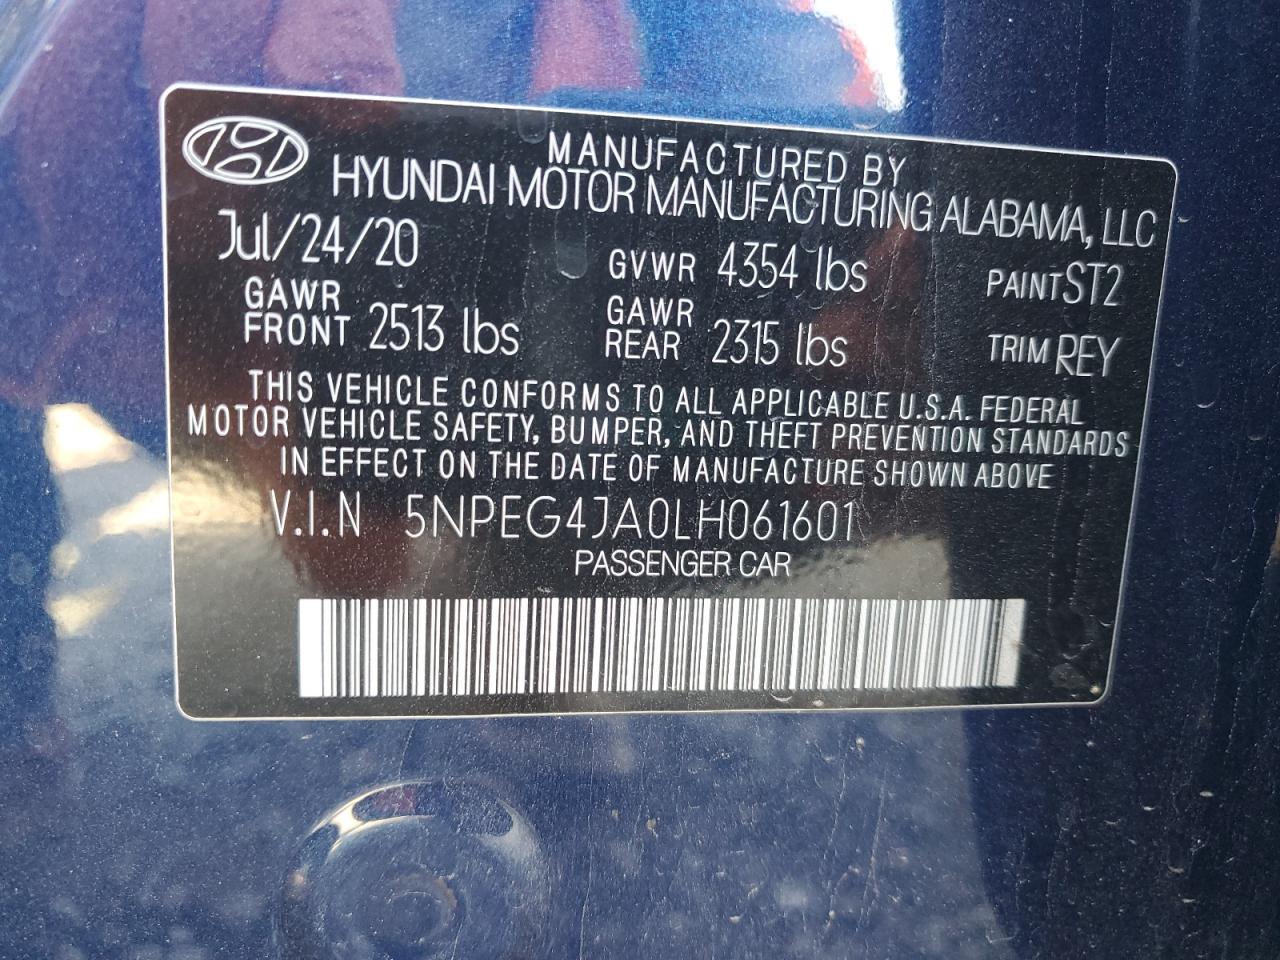 MANUFACTURED BY
HYUNDAI MOTOR MANUFACTURING ALABAMA, LLC
Jul/24/20 GVWR 4354 lbs PAINT ST2
GAWR FRONT 2513 lbs GAWR REAR 2315 lbs TRIM REY
THIS VEHICLE CONFORMS TO ALL APPLICABLE U.S.A. FEDERAL
MOTOR VEHICLE SAFETY, BUMPER, AND THEFT PREVENTION STANDARDS
IN EFFECT ON THE DATE OF MANUFACTURE SHOWN ABOVE
V.I.N 5NPEG4JA0LH061601
PASSENGER CAR